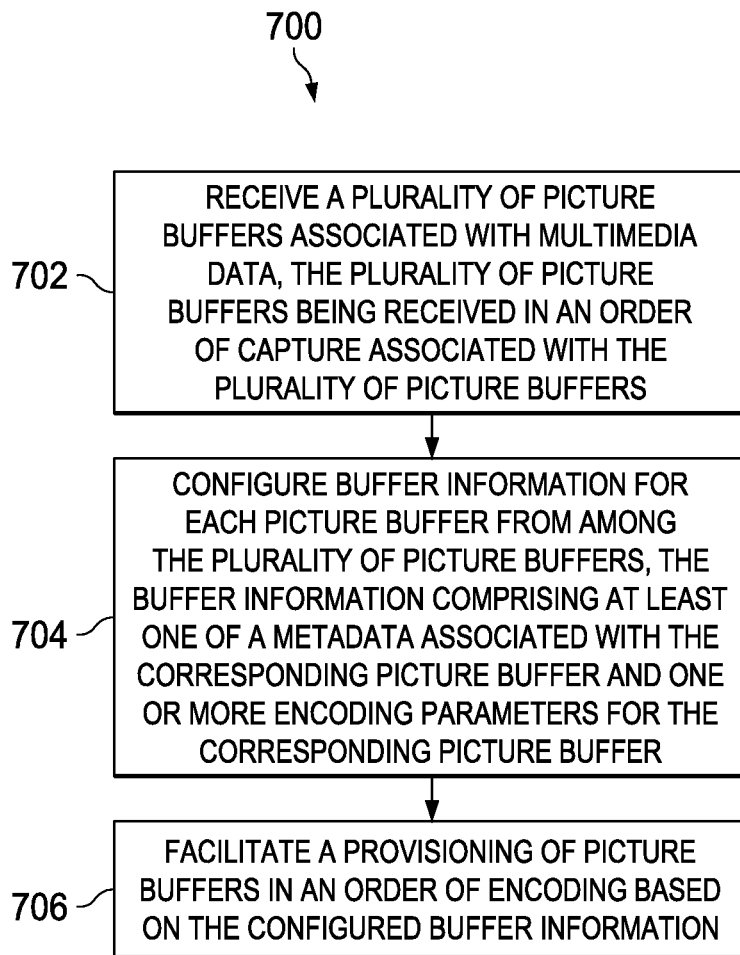 700
RECEIVE A PLURALITY OF PICTURE
BUFFERS ASSOCIATED WITH MULTIMEDIA
DATA, THE PLURALITY OF PICTURE
BUFFERS BEING RECEIVED IN AN ORDER
OF CAPTURE ASSOCIATED WITH THE
PLURALITY OF PICTURE BUFFERS
702
CONFIGURE BUFFER INFORMATION FOR
EACH PICTURE BUFFER FROM AMONG
THE PLURALITY OF PICTURE BUFFERS, THE
BUFFER INFORMATION COMPRISING AT LEAST
ONE OF A METADATA ASSOCIATED WITH THE
CORRESPONDING PICTURE BUFFER AND ONE
OR MORE ENCODING PARAMETERS FOR THE
CORRESPONDING PICTURE BUFFER
704
FACILITATE A PROVISIONING OF PICTURE
BUFFERS IN AN ORDER OF ENCODING BASED
ON THE CONFIGURED BUFFER INFORMATION
706